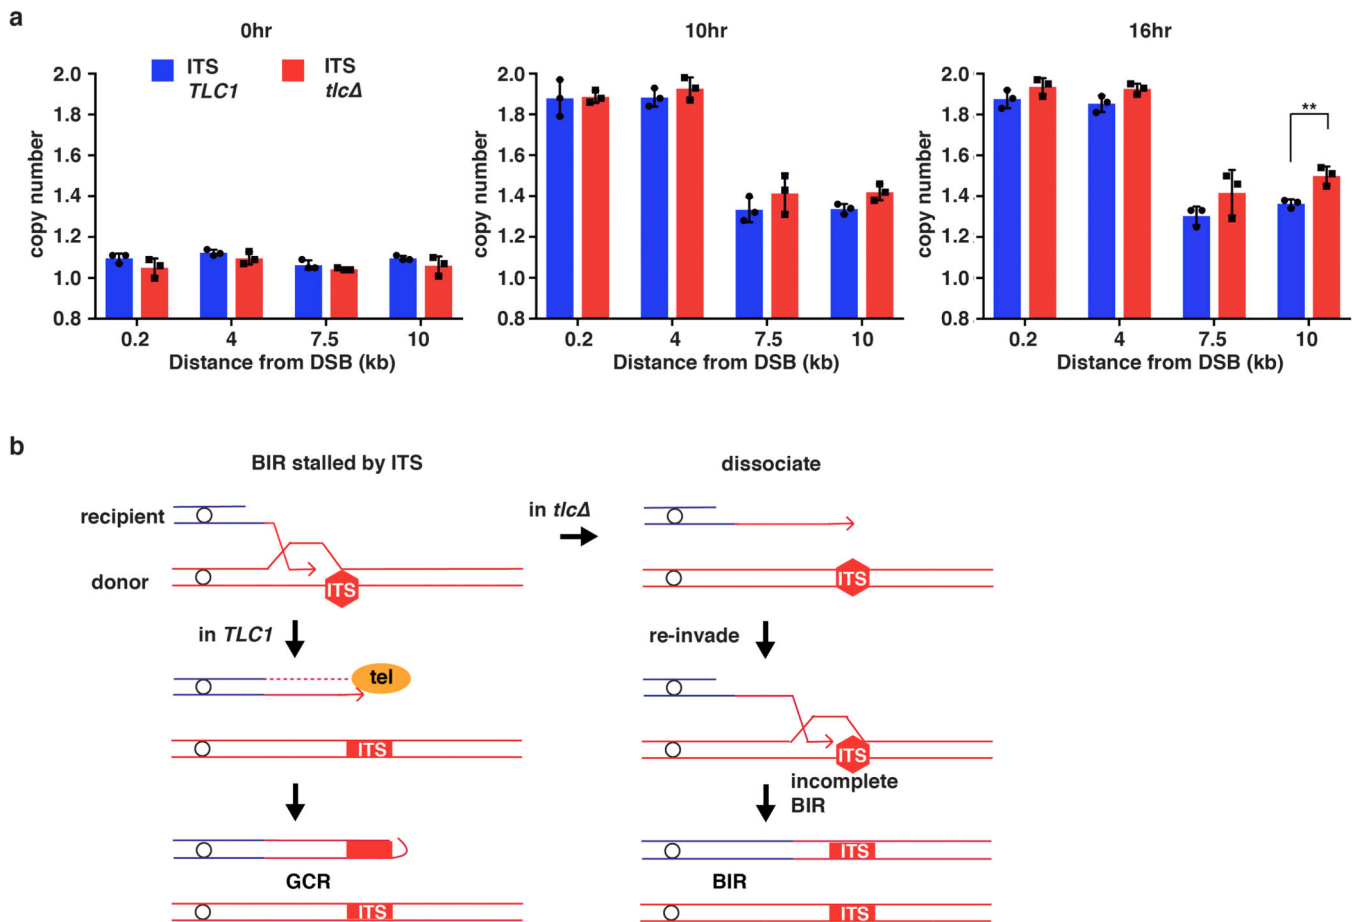 a
0hr
10hr
16hr
ITS
TLC1
ITS
tlcΔ
copy number
2.0
1.8
1.6
1.4
1.2
1.0
0.8
0.2 4 7.5 10
Distance from DSB (kb)
copy number
2.0
1.8
1.6
1.4
1.2
1.0
0.8
0.2 4 7.5 10
Distance from DSB (kb)
copy number
2.0
1.8
1.6
1.4
1.2
1.0
0.8
**
0.2 4 7.5 10
Distance from DSB (kb)
b
BIR stalled by ITS
recipient
donor
ITS
in TLC1
tel
ITS
GCR
ITS
in tlcΔ
dissociate
ITS
re-invade
ITS
incomplete
BIR
ITS
BIR
ITS